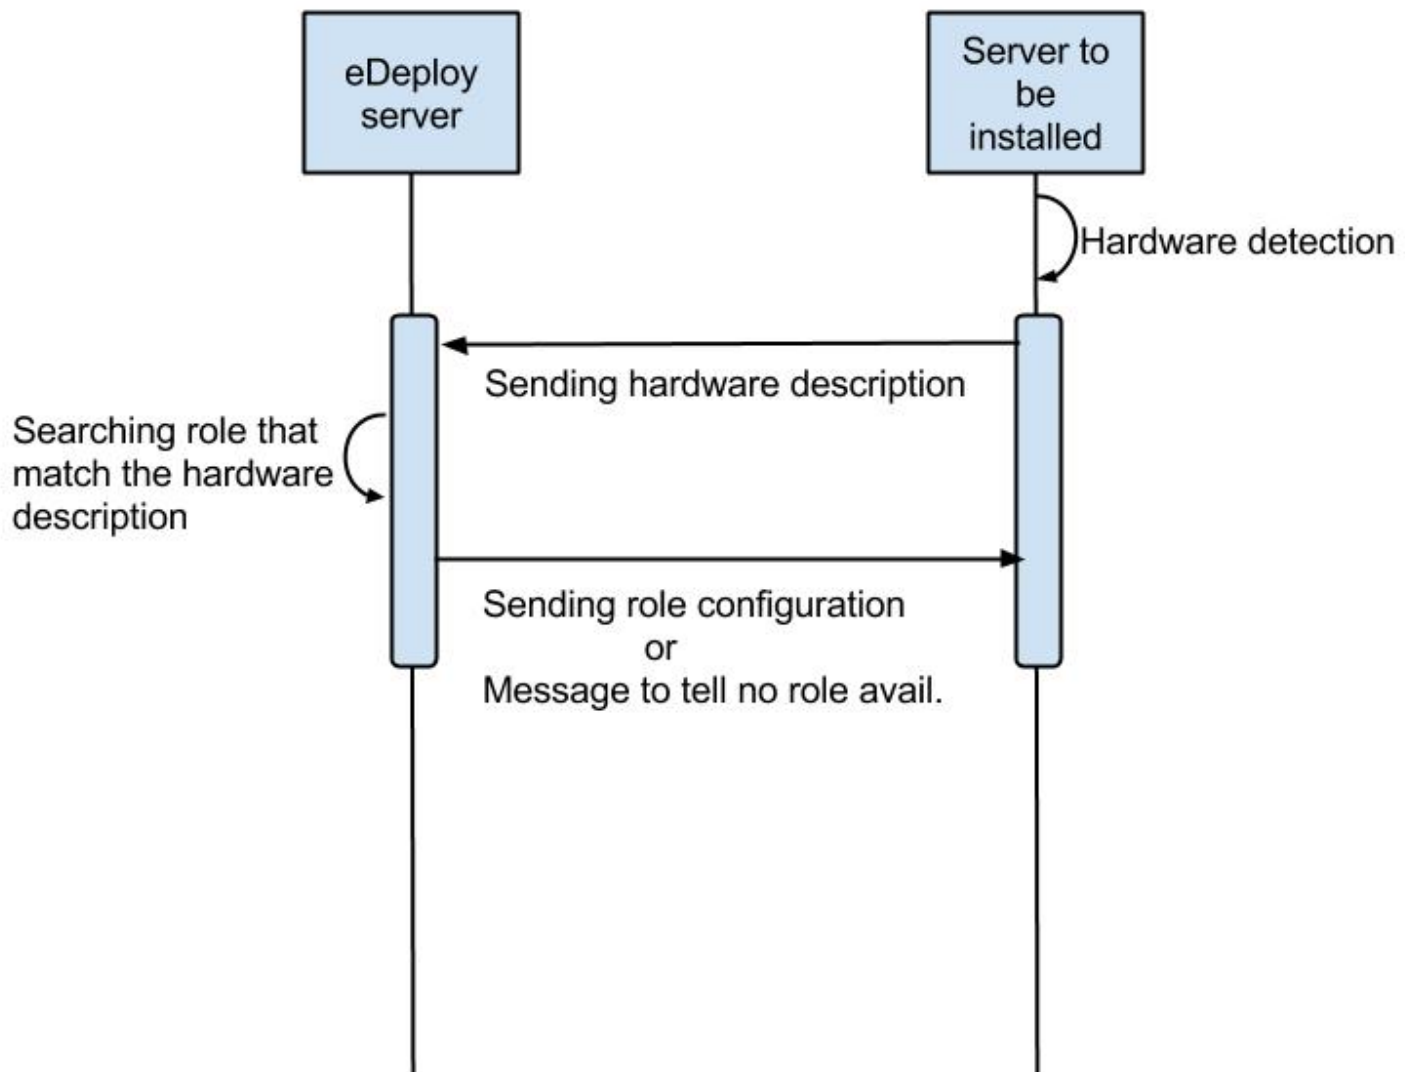 eDeploy
server
Server to
be
installed
Hardware detection
Sending hardware description
Searching role that
match the hardware
description
Sending role configuration
or
Message to tell no role avail.